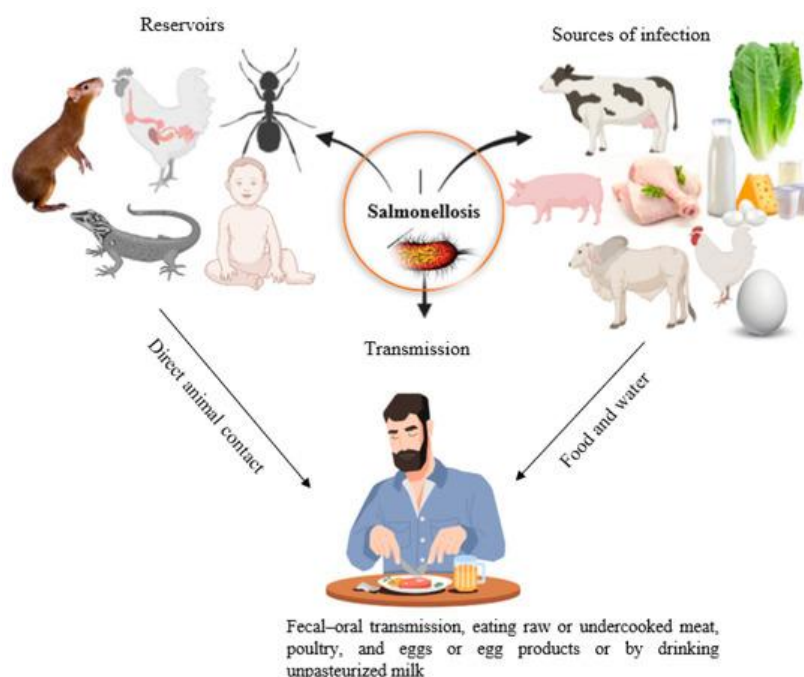 Reservoirs
Sources of infection
Salmonellosis
Transmission
Direct animal contact
Food and water
Fecal–oral transmission, eating raw or undercooked meat,
poultry, and eggs or egg products or by drinking
unpasteurized milk